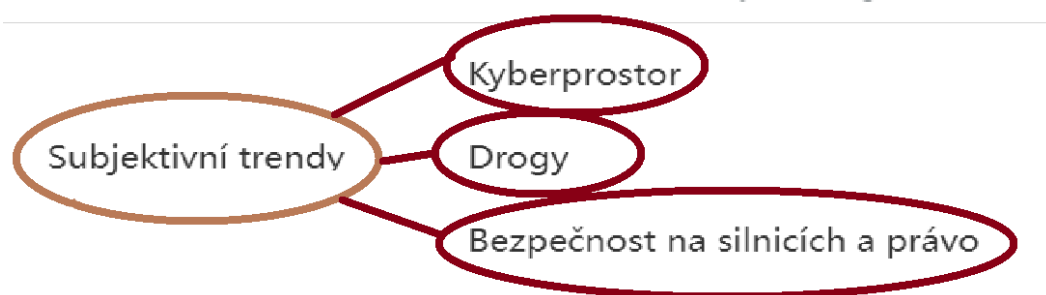 Kyberprostor
Subjektivní trendy
Drogy
Bezpečnost na silnicích a právo